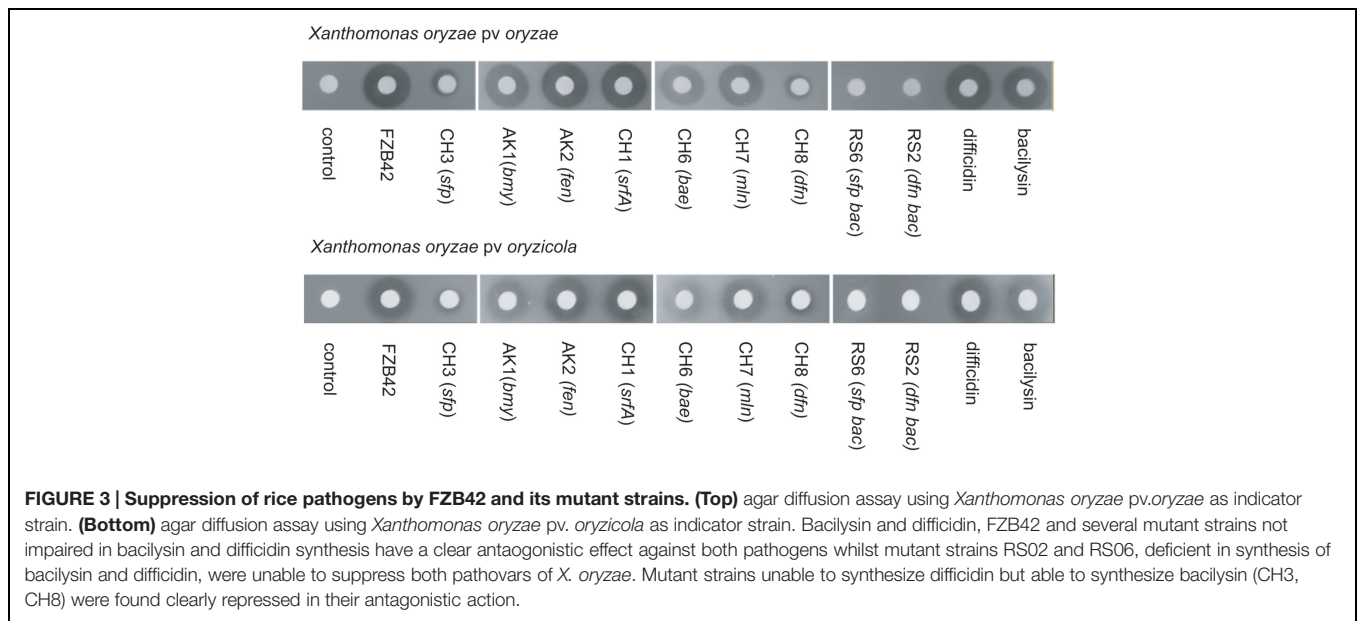 Xanthomonas oryzae pv oryzae
control
FZB42
CH3 (sfp)
AK1(bmy)
AK2 (fen)
CH1 (srfA)
CH6 (bae)
CH7 (mln)
CH8 (dfn)
RS6 (sfp bac)
RS2 (dfn bac)
difficidin
bacilysin
Xanthomonas oryzae pv oryzicola
control
FZB42
CH3 (sfp)
AK1(bmy)
AK2 (fen)
CH1 (srfA)
CH6 (bae)
CH7 (mln)
CH8 (dfn)
RS6 (sfp bac)
RS2 (dfn bac)
difficidin
bacilysin
FIGURE 3 | Suppression of rice pathogens by FZB42 and its mutant strains. (Top) agar diffusion assay using Xanthomonas oryzae pv.oryzae as indicator
strain. (Bottom) agar diffusion assay using Xanthomonas oryzae pv. oryzicola as indicator strain. Bacilysin and difficidin, FZB42 and several mutant strains not
impaired in bacilysin and difficidin synthesis have a clear antaogonistic effect against both pathogens whilst mutant strains RS02 and RS06, deficient in synthesis of
bacilysin and difficidin, were unable to suppress both pathovars of X. oryzae. Mutant strains unable to synthesize difficidin but able to synthesize bacilysin (CH3,
CH8) were found clearly repressed in their antagonistic action.